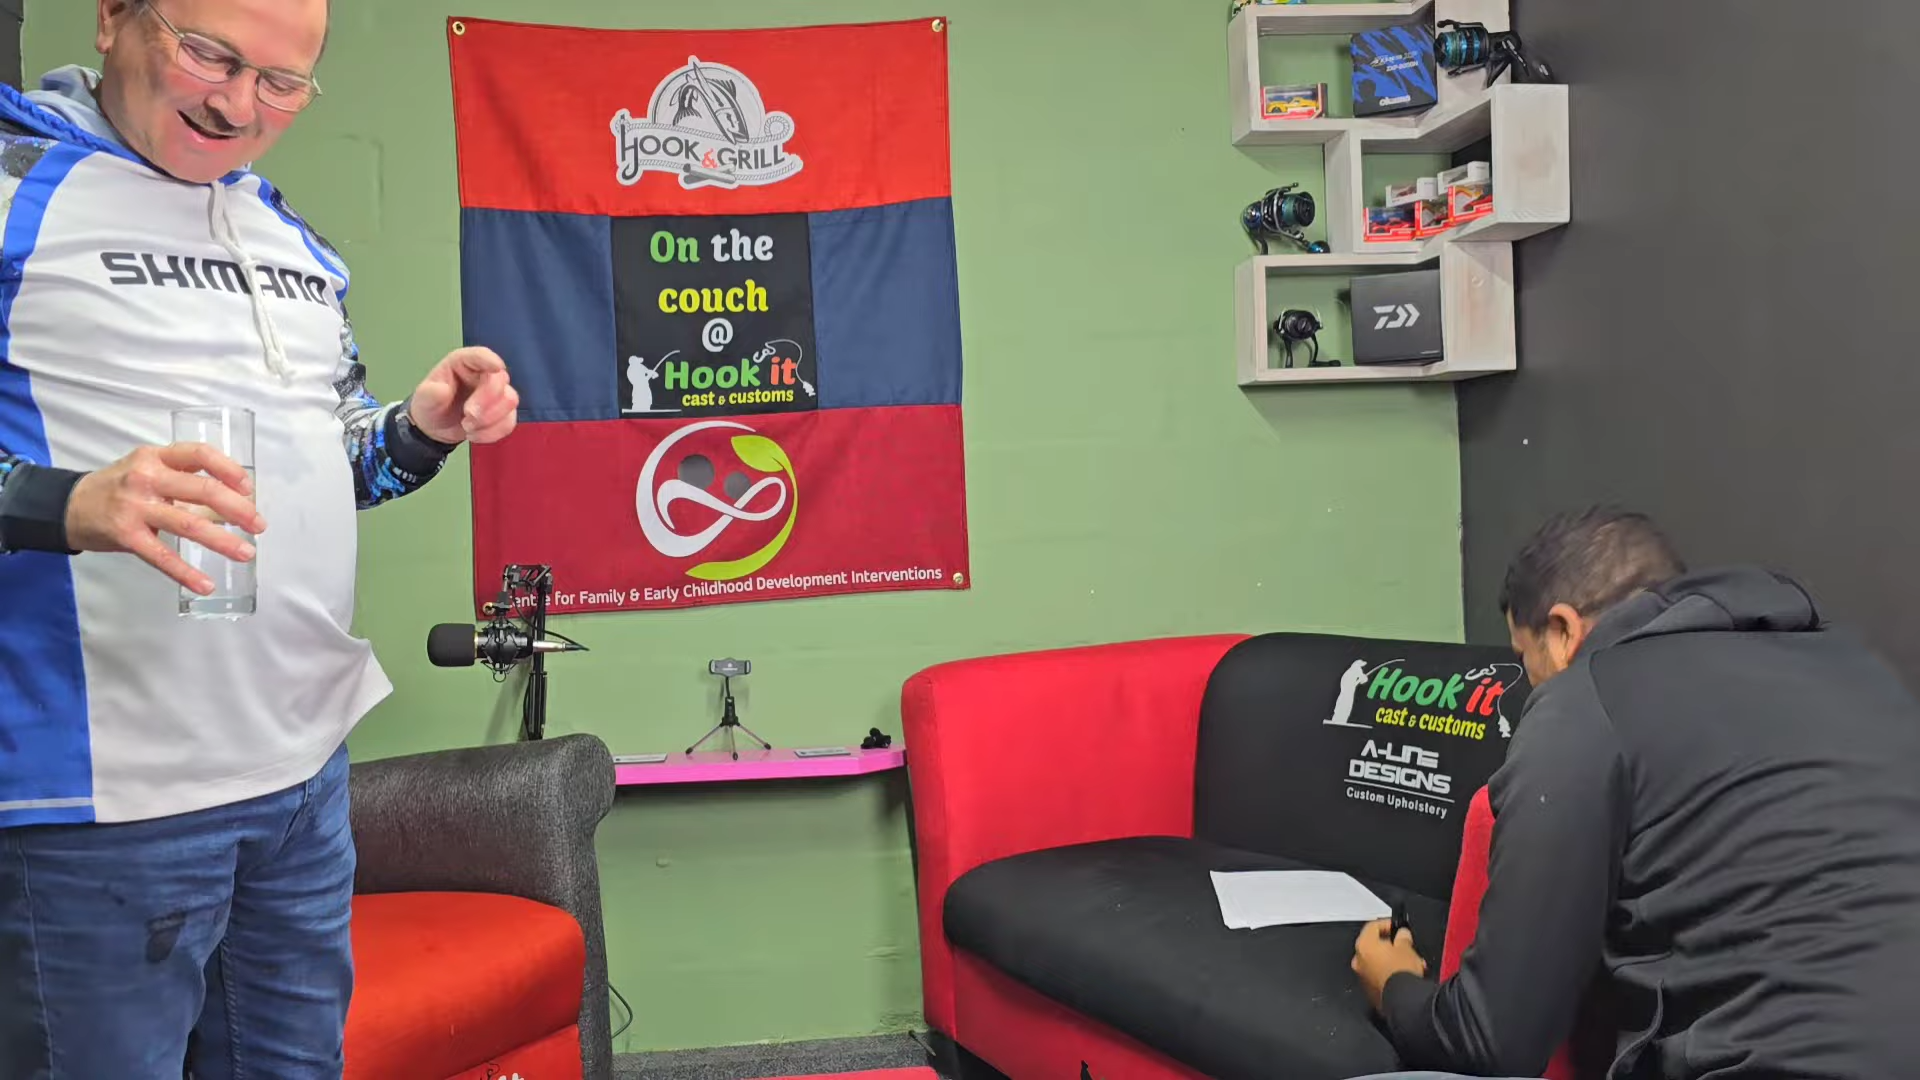 HOOK & GRILL
On the
couch
@
Hook it
cast & customs
Centre for Family & Early Childhood Development Interventions
SHIMANO
Hook it
cast & customs
A-LINE
DESIGNS
Custom Upholstery